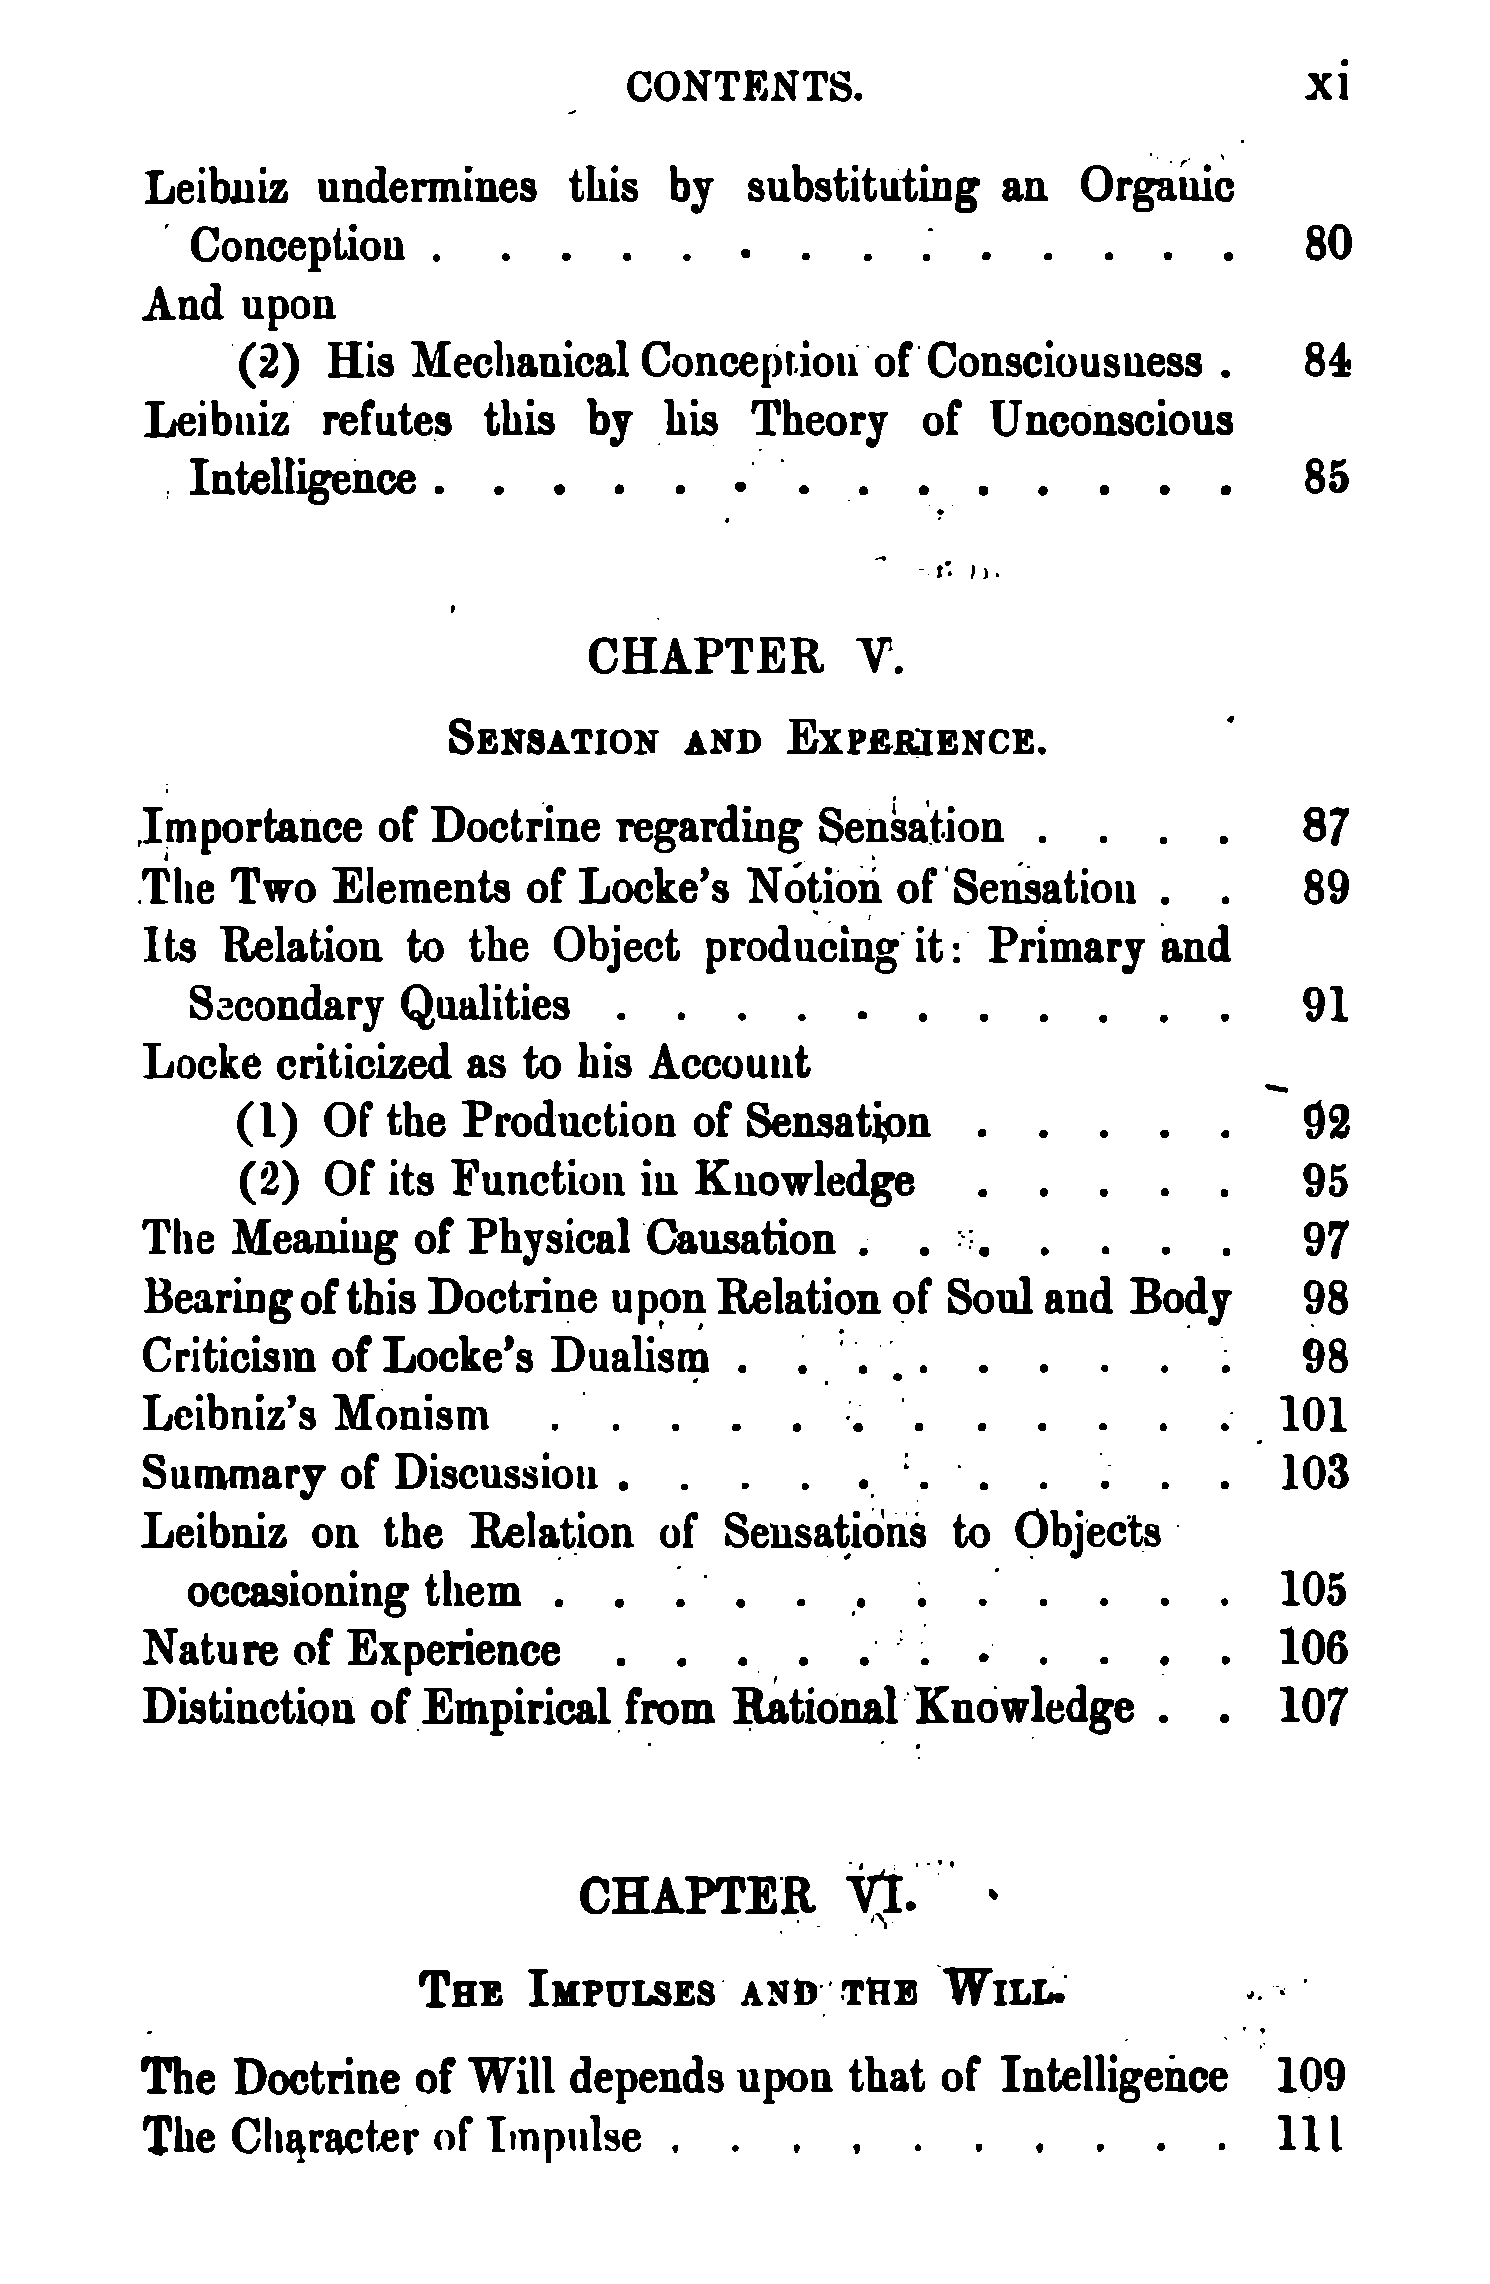 CONTENTS. xi
Leibniz undermines this by substituting an Organic
Conception . . . . . . . . . . . . . . 80
And upon
(2) His Mechanical Conception of Consciousness . 84
Leibniz refutes this by his Theory of Unconscious
Intelligence . . . . . . . . . . . . . . 85
CHAPTER V.
SENSATION AND EXPERIENCE.
Importance of Doctrine regarding Sensation . . . . 87
The Two Elements of Locke's Notion of Sensation . . 89
Its Relation to the Object producing it: Primary and
Secondary Qualities . . . . . . . . . . . 91
Locke criticized as to his Account
(1) Of the Production of Sensation . . . . . 92
(2) Of its Function in Knowledge . . . . . 95
The Meaning of Physical Causation . . . . . . . 97
Bearing of this Doctrine upon Relation of Soul and Body 98
Criticism of Locke's Dualism . . . . . . . . . 98
Leibniz's Monism . . . . . . . . . . . . 101
Summary of Discussion . . . . . . . . . . . 103
Leibniz on the Relation of Sensations to Objects
occasioning them . . . . . . . . . . . . 105
Nature of Experience . . . . . . . . . . . 106
Distinction of Empirical from Rational Knowledge . . 107
CHAPTER VI.
THE IMPULSES AND THE WILL.
The Doctrine of Will depends upon that of Intelligence 109
The Character of Impulse . . . . . . . . . . 111